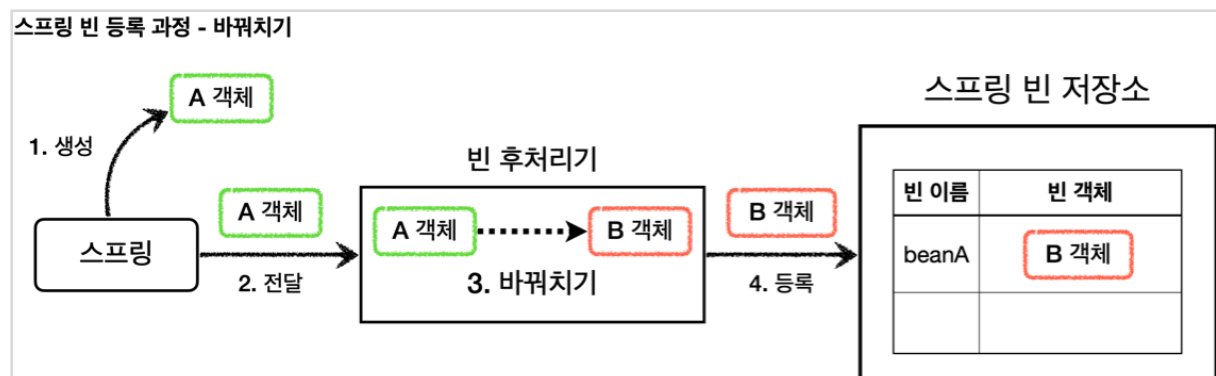 스프링 빈 등록 과정 - 바꿔치기
A 객체
1. 생성
스프링
A 객체
2. 전달
빈 후처리기
A 객체
B 객체
3. 바꿔치기
B 객체
4. 등록
스프링 빈 저장소
빈 이름 빈 객체
beanA B 객체